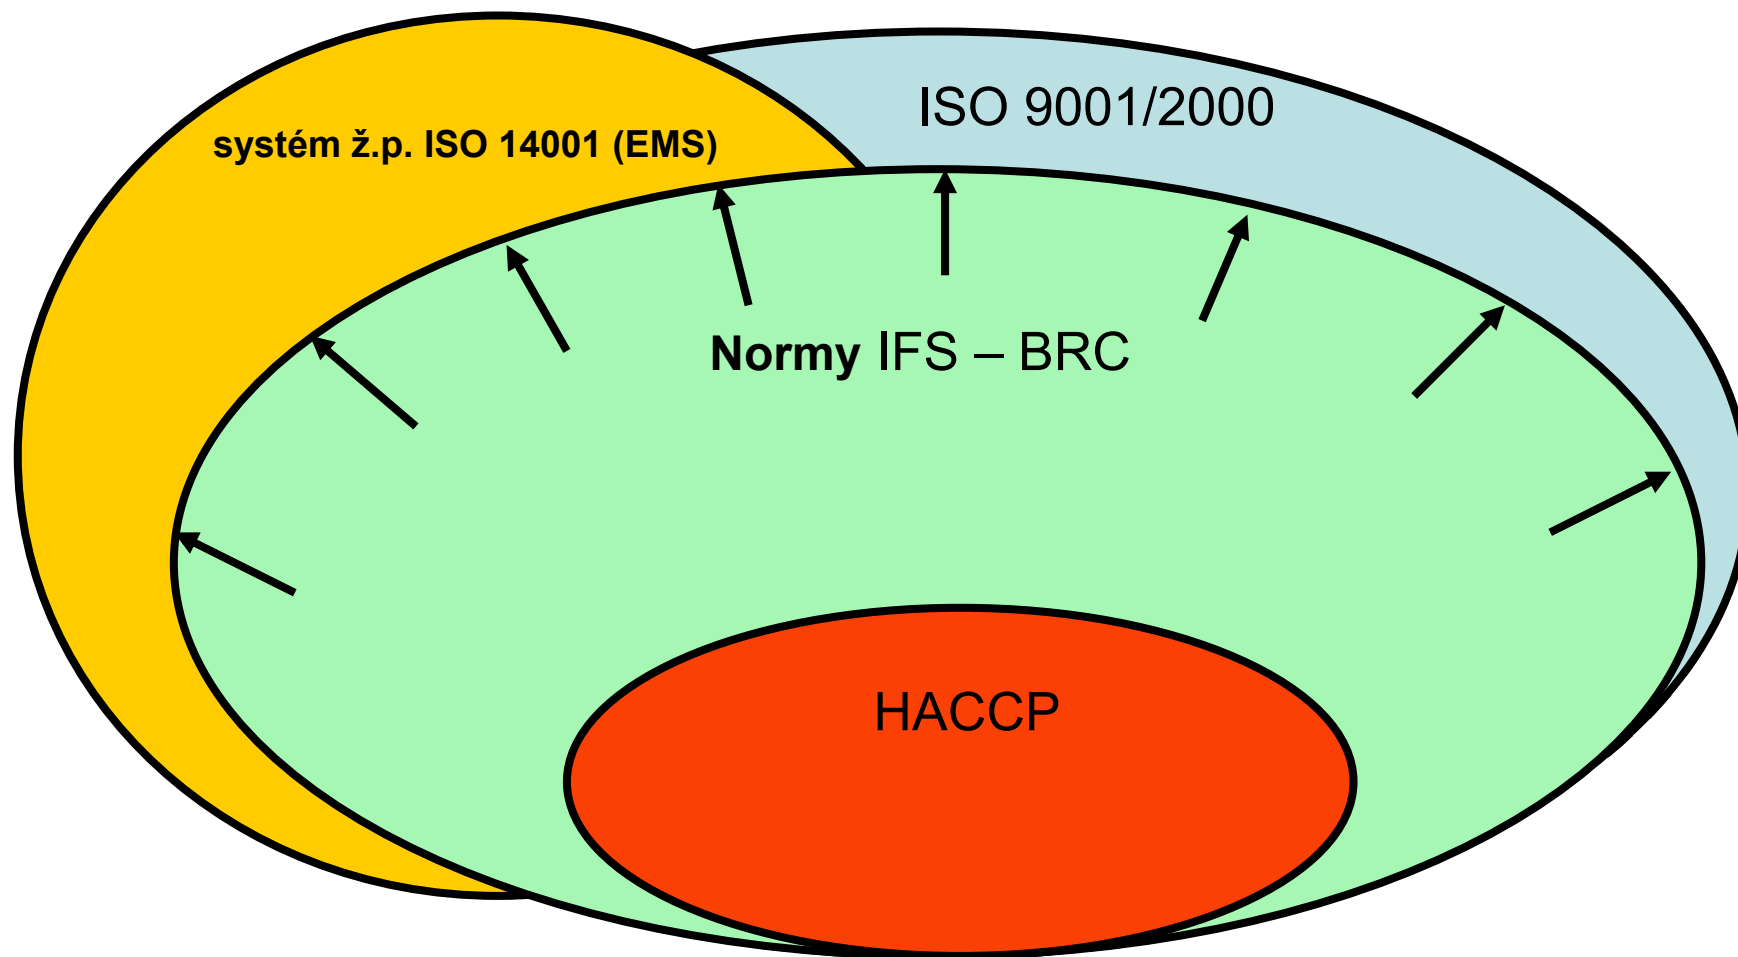 ISO 9001/2000
systém ž.p. ISO 14001 (EMS)
Normy IFS – BRC
HACCP